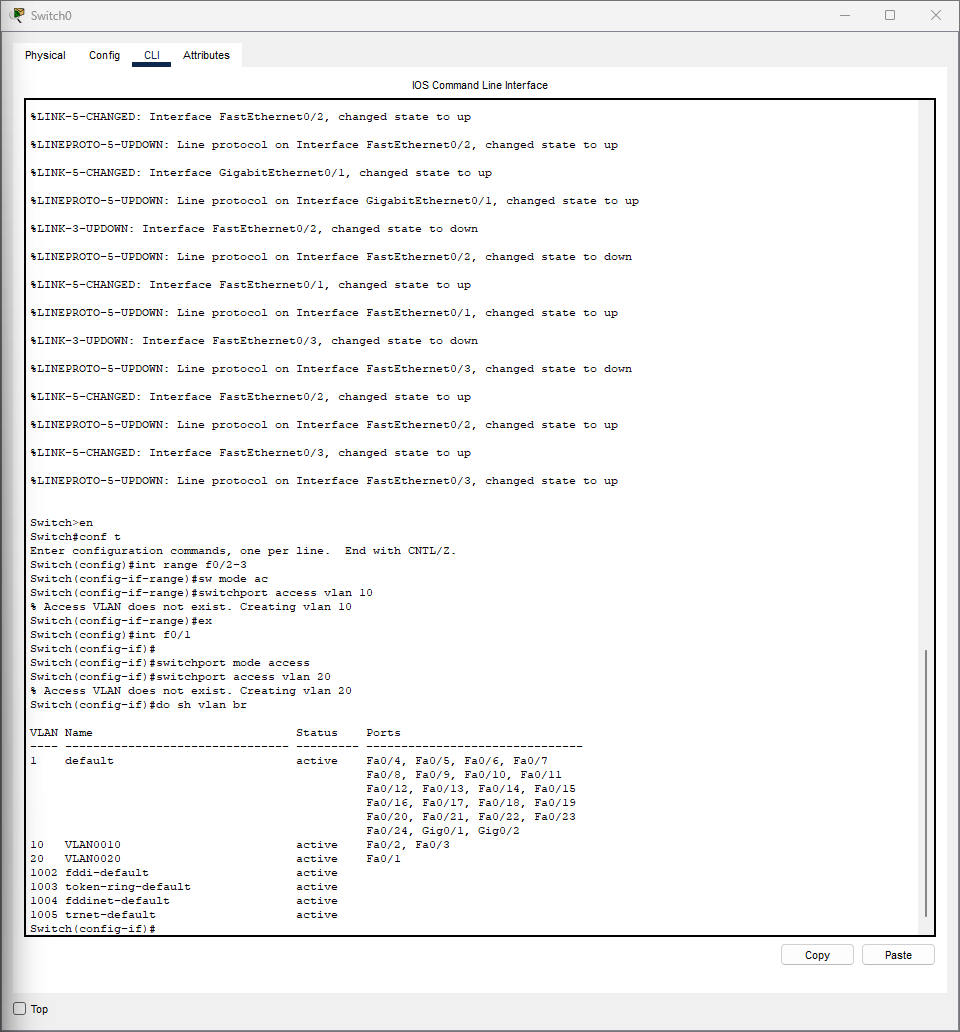 Switch0
Physical Config CLI Attributes
IOS Command Line Interface
%LINK-5-CHANGED: Interface FastEthernet0/2, changed state to up
%LINEPROTO-5-UPDOWN: Line protocol on Interface FastEthernet0/2, changed state to up
%LINK-5-CHANGED: Interface GigabitEthernet0/1, changed state to up
%LINEPROTO-5-UPDOWN: Line protocol on Interface GigabitEthernet0/1, changed state to up
%LINK-3-UPDOWN: Interface FastEthernet0/2, changed state to down
%LINEPROTO-5-UPDOWN: Line protocol on Interface FastEthernet0/2, changed state to down
%LINK-5-CHANGED: Interface FastEthernet0/1, changed state to up
%LINEPROTO-5-UPDOWN: Line protocol on Interface FastEthernet0/1, changed state to up
%LINK-3-UPDOWN: Interface FastEthernet0/3, changed state to down
%LINEPROTO-5-UPDOWN: Line protocol on Interface FastEthernet0/3, changed state to down
%LINK-5-CHANGED: Interface FastEthernet0/2, changed state to up
%LINEPROTO-5-UPDOWN: Line protocol on Interface FastEthernet0/2, changed state to up
%LINK-5-CHANGED: Interface FastEthernet0/3, changed state to up
%LINEPROTO-5-UPDOWN: Line protocol on Interface FastEthernet0/3, changed state to up
Switch>en
Switch#conf t
Enter configuration commands, one per line.  End with CNTL/Z.
Switch(config)#int range f0/2-3
Switch(config-if-range)#sw mode ac
Switch(config-if-range)#switchport access vlan 10
% Access VLAN does not exist. Creating vlan 10
Switch(config-if-range)#ex
Switch(config)#int f0/1
Switch(config-if)#
Switch(config-if)#switchport mode access
Switch(config-if)#switchport access vlan 20
% Access VLAN does not exist. Creating vlan 20
Switch(config-if)#do sh vlan br
VLAN Name                             Status    Ports
---- -------------------------------- --------- -------------------------------
1    default                          active    Fa0/4, Fa0/5, Fa0/6, Fa0/7
                                                Fa0/8, Fa0/9, Fa0/10, Fa0/11
                                                Fa0/12, Fa0/13, Fa0/14, Fa0/15
                                                Fa0/16, Fa0/17, Fa0/18, Fa0/19
                                                Fa0/20, Fa0/21, Fa0/22, Fa0/23
                                                Fa0/24, Gig0/1, Gig0/2
10   VLAN0010                         active    Fa0/2, Fa0/3
20   VLAN0020                         active    Fa0/1
1002 fddi-default                     active
1003 token-ring-default               active
1004 fddinet-default                  active
1005 trnet-default                    active
Switch(config-if)#
Copy Paste
Top